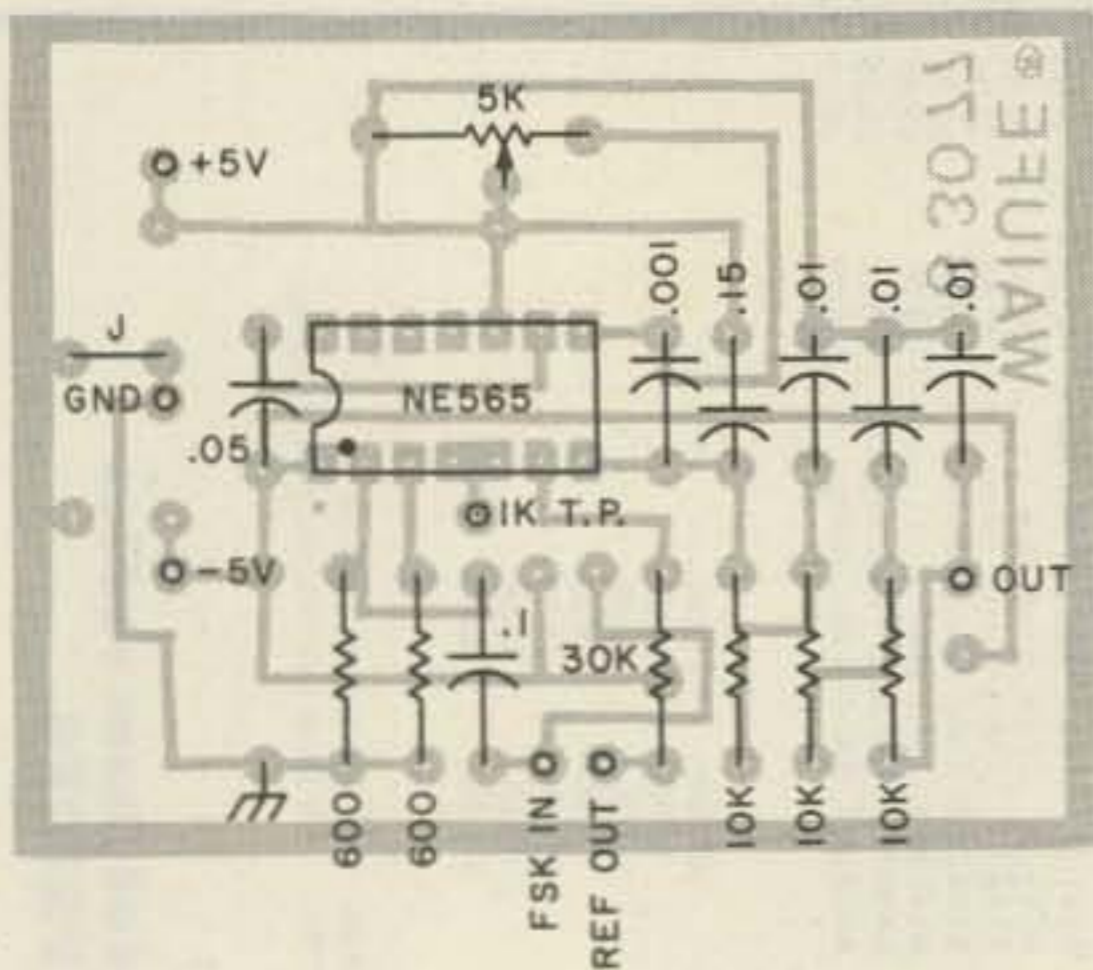 5K
+5V
.001
.15
.01
.01
.01
J
GND
NE565
.05
1K T.P.
-5V
OUT
.1
30K
600
600
FSK IN
REF OUT
10K
10K
10K